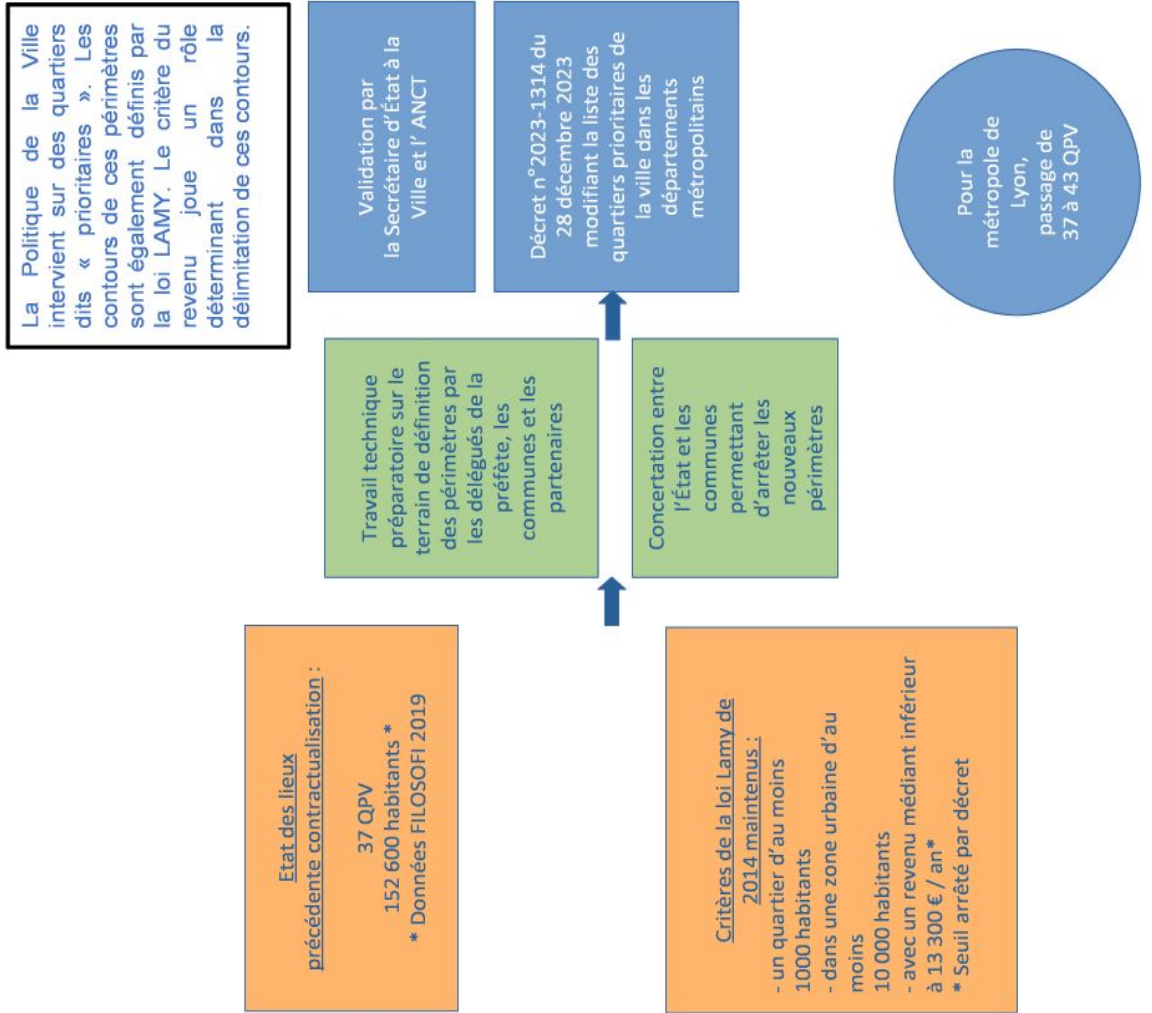 La Politique de la Ville
intervient sur des quartiers
dits « prioritaires ». Les
contours de ces périmètres
sont également définis par
la loi LAMY. Le critère du
revenu joue un rôle
déterminant dans la
délimitation de ces contours.
Etat des lieux
précédente contractualisation :
37 QPV
152 600 habitants *
* Données FILOSOFI 2019
Critères de la loi Lamy de
2014 maintenus :
- un quartier d'au moins
1000 habitants
- dans une zone urbaine d'au
moins
10 000 habitants
- avec un revenu médiant inférieur
à 13 300 € / an*
* Seuil arrêté par décret
Travail technique
préparatoire sur le
terrain de définition
des périmètres par
les délégués de la
préfète, les
communes et les
partenaires
Concertation entre
l'État et les
communes
permettant
d'arrêter les
nouveaux
périmètres
Validation par
la Secrétaire d'État à la
Ville et l' ANCT
Décret n°2023-1314 du
28 décembre 2023
modifiant la liste des
quartiers prioritaires de
la ville dans les
départements
métropolitains
Pour la
métropole de
Lyon,
passage de
37 à 43 QPV